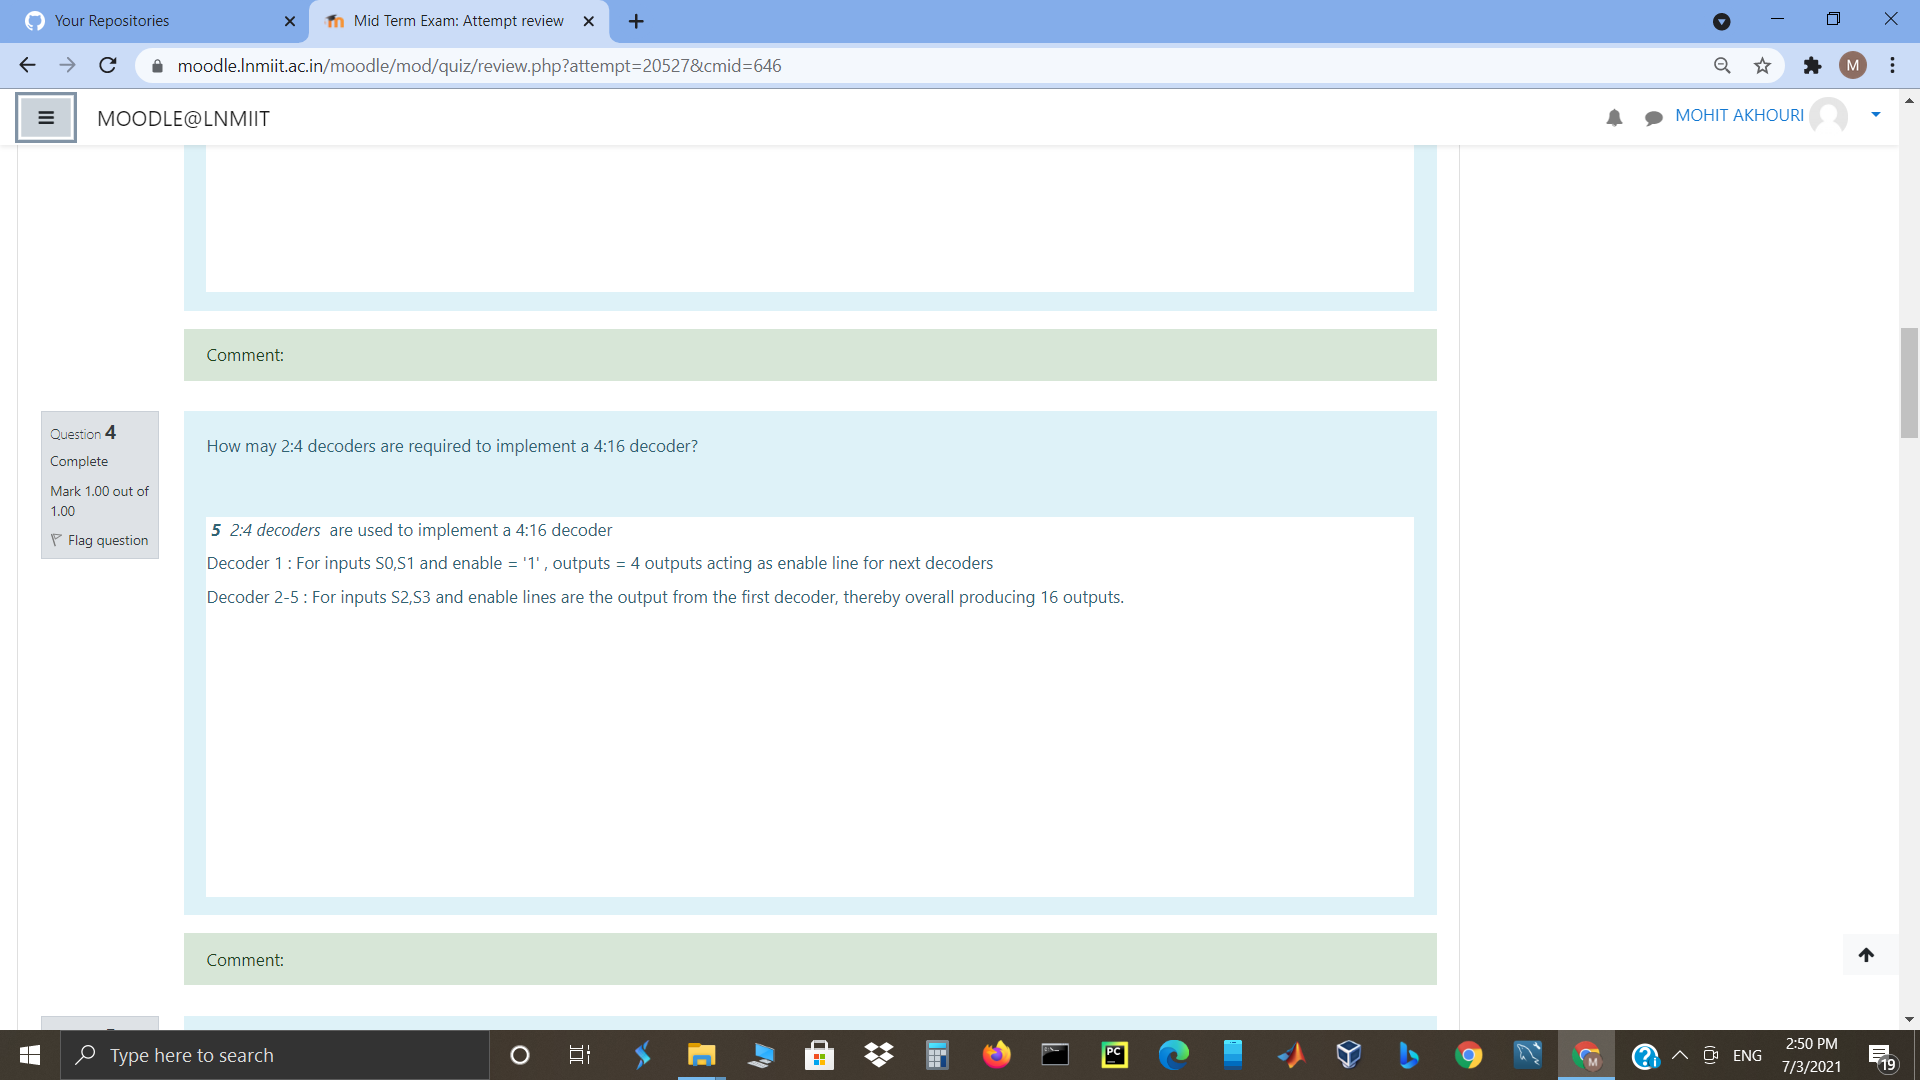 Your Repositories
Mid Term Exam: Attempt review
moodle.lnmiit.ac.in/moodle/mod/quiz/review.php?attempt=20527&cmid=646
M
MOODLE@LNMIIT
MOHIT AKHOURI
Comment:
Question 4
Complete
Mark 1.00 out of
1.00
Flag question
How may 2:4 decoders are required to implement a 4:16 decoder?
5 2:4 decoders are used to implement a 4:16 decoder
Decoder 1 : For inputs S0,S1 and enable = '1' , outputs = 4 outputs acting as enable line for next decoders
Decoder 2-5 : For inputs S2,S3 and enable lines are the output from the first decoder, thereby overall producing 16 outputs.
Comment:
Type here to search
PC
M
ENG
2:50 PM
7/3/2021
19